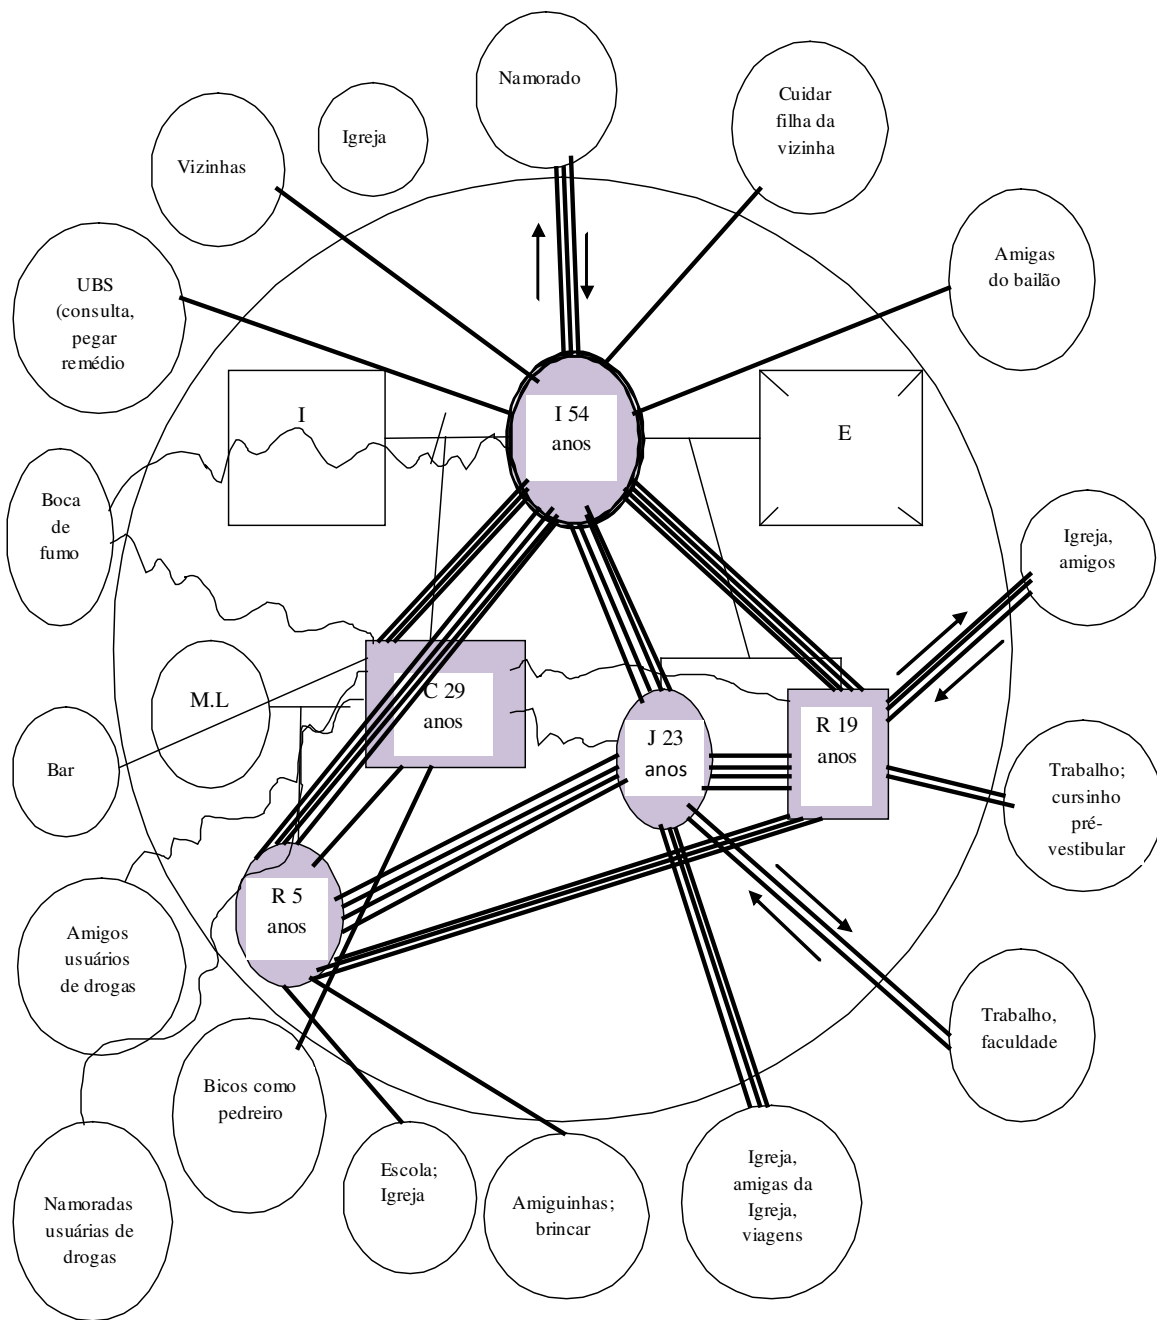 Namorado
Cuidar
filha da
vizinha
Igreja
Vizinhas
Amigas
do bailão
UBS
(consulta,
pegar
remédio
I
I 54
anos
E
Boca
de
fumo
Igreja,
amigos
M.L
C 29
anos
J 23
anos
R 19
anos
Bar
Trabalho;
cursinho
pré-
vestibular
R 5
anos
Amigos
usuários
de drogas
Trabalho,
faculdade
Bicos como
pedreiro
Escola;
Igreja
Amiguinhas;
brincar
Igreja,
amigas da
Igreja,
viagens
Namoradas
usuárias de
drogas